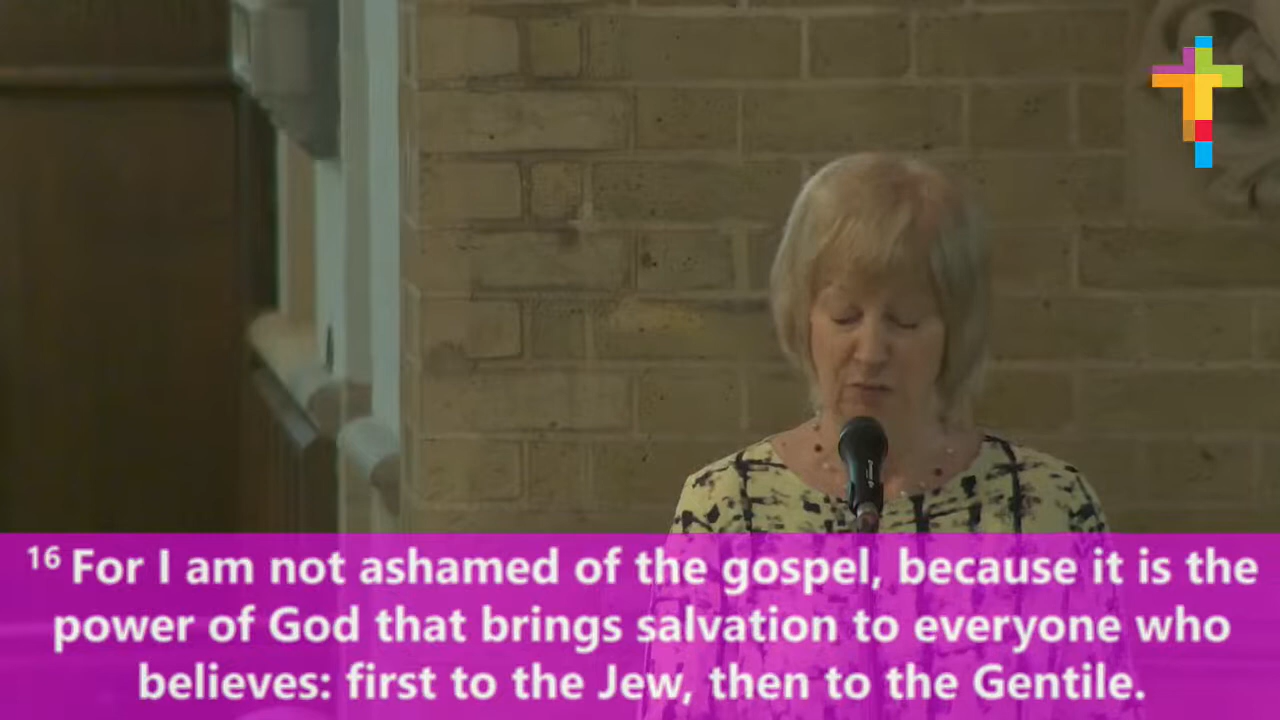 ¹⁶ For I am not ashamed of the gospel, because it is the
power of God that brings salvation to everyone who
believes: first to the Jew, then to the Gentile.